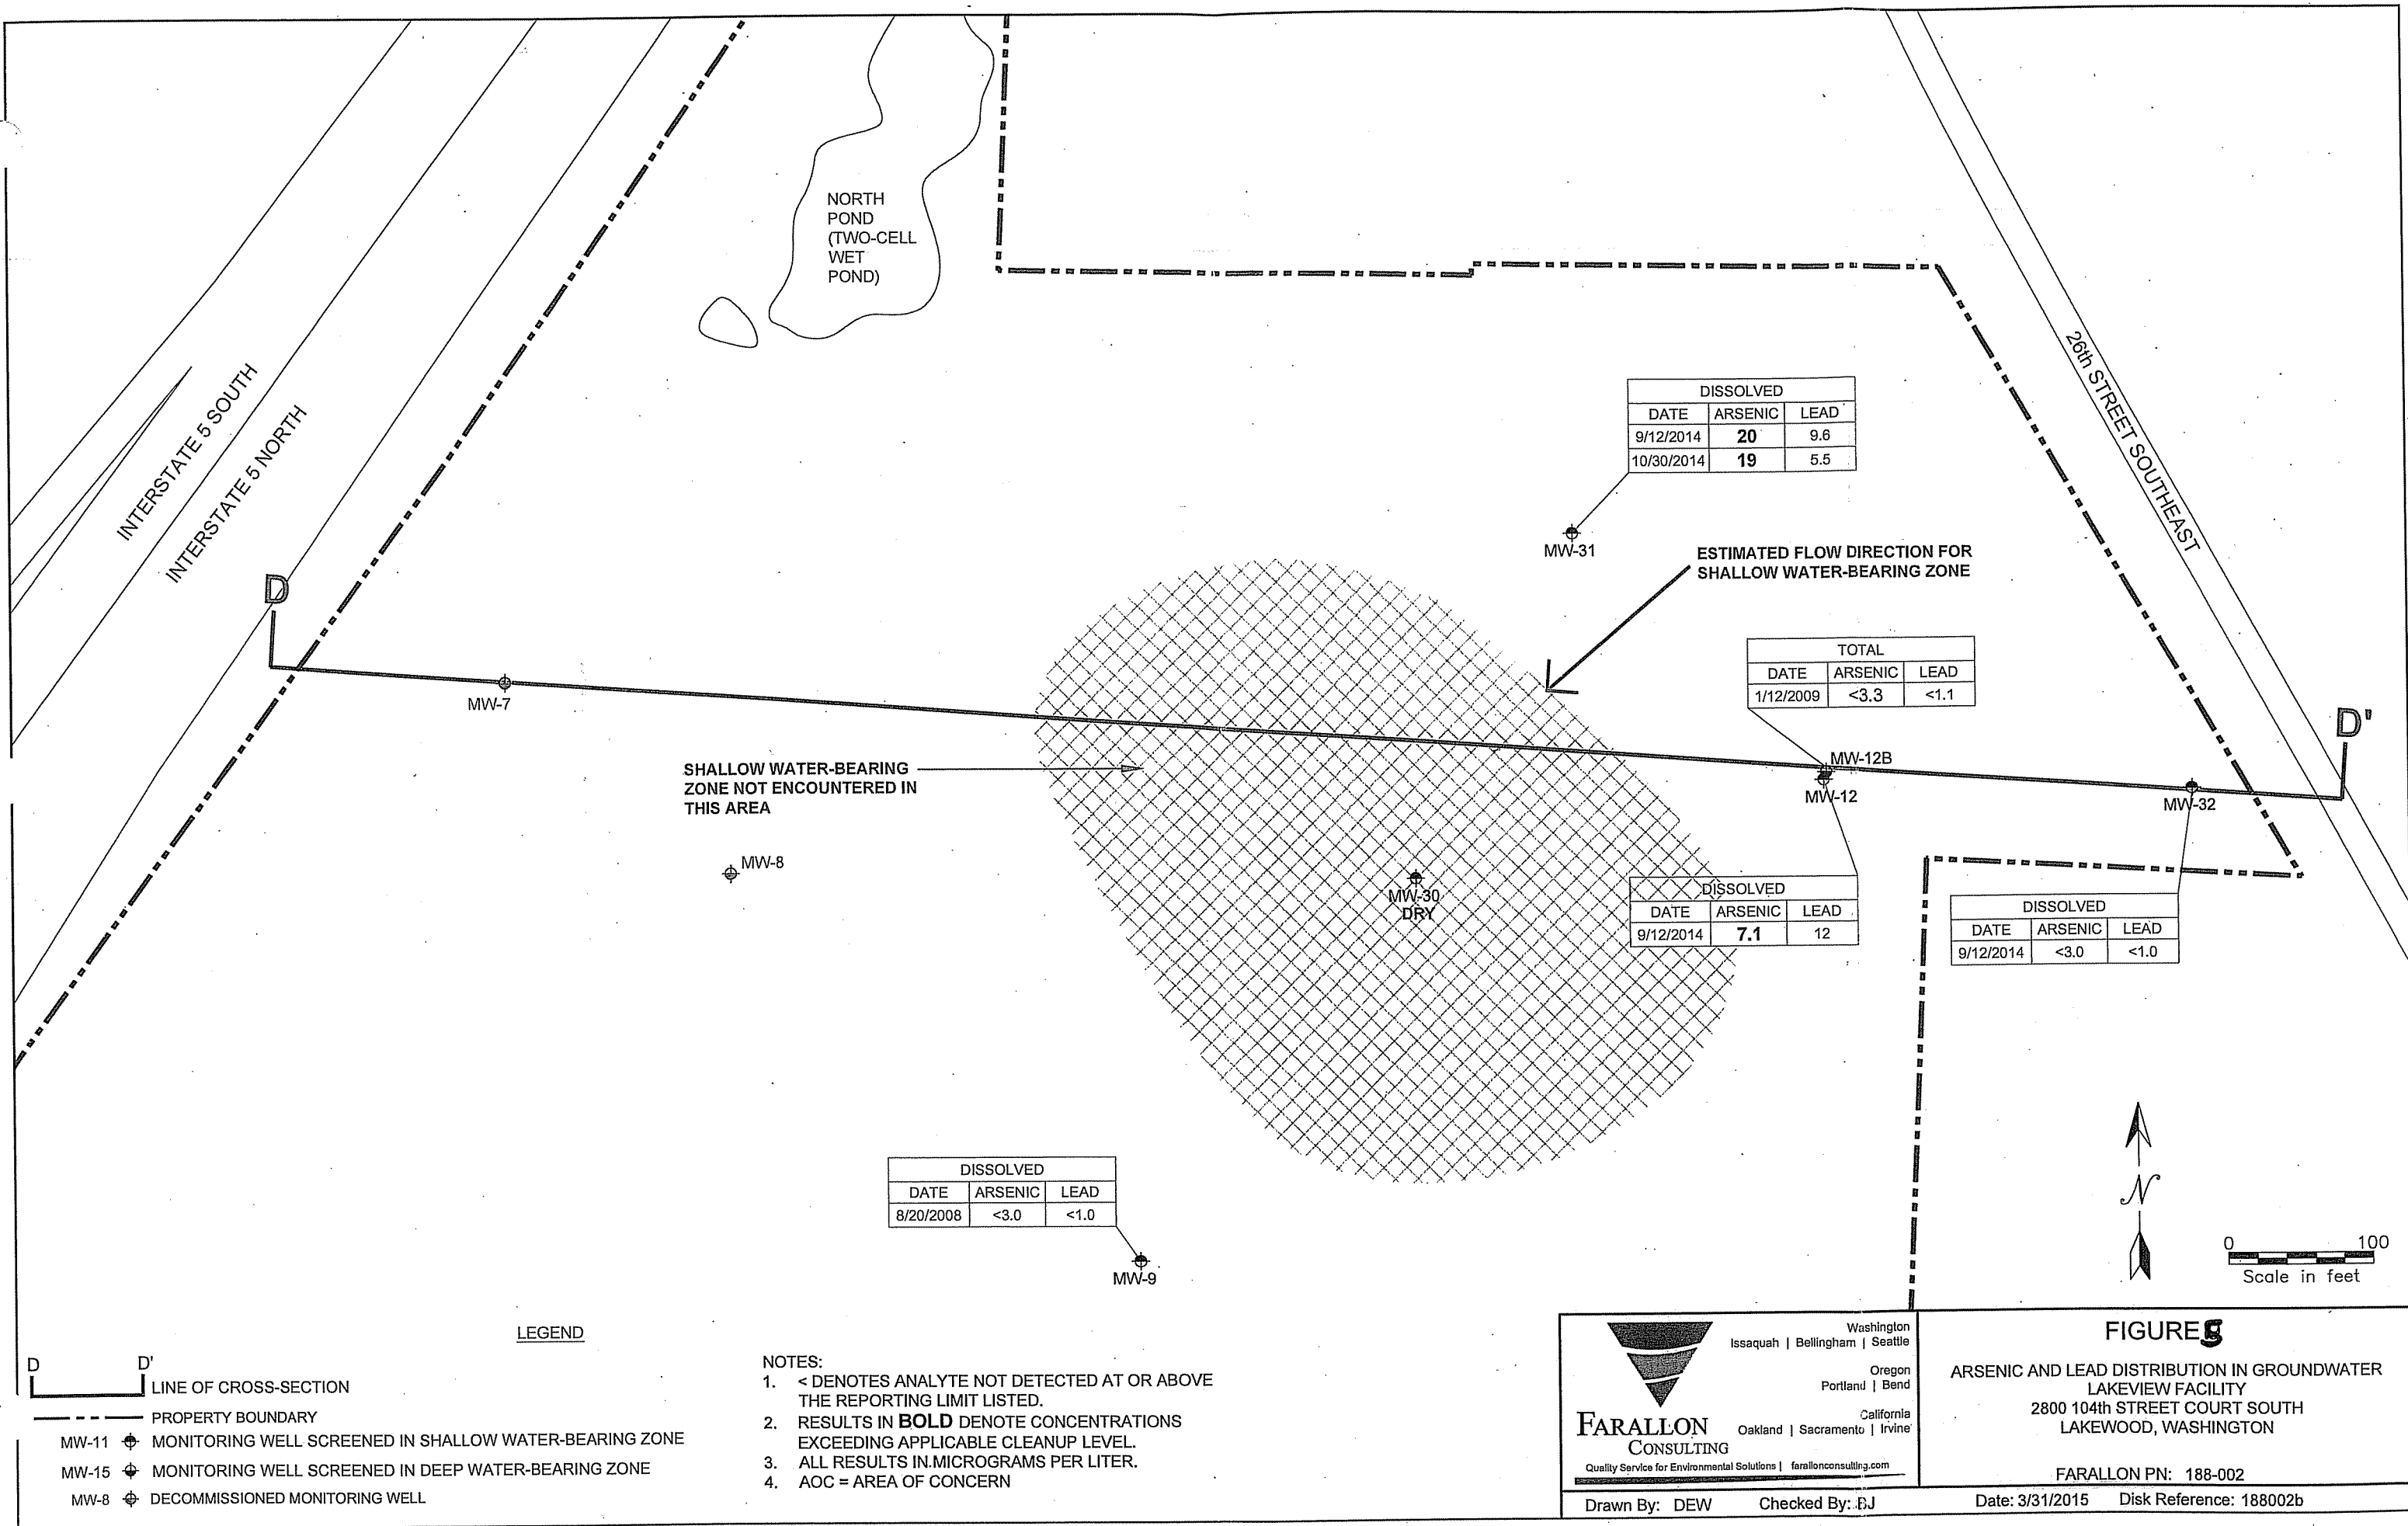 NORTH
POND
(TWO-CELL
WET
POND)
INTERSTATE 5 SOUTH
INTERSTATE 5 NORTH
26th STREET SOUTHEAST
DISSOLVED
DATE ARSENIC LEAD
9/12/2014 20 9.6
10/30/2014 19 5.5
MW-31
ESTIMATED FLOW DIRECTION FOR
SHALLOW WATER-BEARING ZONE
D
MW-7
TOTAL
DATE ARSENIC LEAD
1/12/2009 <3.3 <1.1
D'
MW-12B
MW-12
MW-32
SHALLOW WATER-BEARING
ZONE NOT ENCOUNTERED IN
THIS AREA
MW-8
MW-30
DRY
DISSOLVED
DATE ARSENIC LEAD
9/12/2014 7.1 12
DISSOLVED
DATE ARSENIC LEAD
9/12/2014 <3.0 <1.0
DISSOLVED
DATE ARSENIC LEAD
8/20/2008 <3.0 <1.0
MW-9
N
0 100
Scale in feet
LEGEND
D D'
LINE OF CROSS-SECTION
PROPERTY BOUNDARY
MW-11 MONITORING WELL SCREENED IN SHALLOW WATER-BEARING ZONE
MW-15 MONITORING WELL SCREENED IN DEEP WATER-BEARING ZONE
MW-8 DECOMMISSIONED MONITORING WELL
NOTES:
1. < DENOTES ANALYTE NOT DETECTED AT OR ABOVE
THE REPORTING LIMIT LISTED.
2. RESULTS IN BOLD DENOTE CONCENTRATIONS
EXCEEDING APPLICABLE CLEANUP LEVEL.
3. ALL RESULTS IN MICROGRAMS PER LITER.
4. AOC = AREA OF CONCERN
Washington
Issaquah | Bellingham | Seattle
Oregon
Portland | Bend
California
Oakland | Sacramento | Irvine
FARALLON
CONSULTING
Quality Service for Environmental Solutions | farallonconsulting.com
FIGURE
ARSENIC AND LEAD DISTRIBUTION IN GROUNDWATER
LAKEVIEW FACILITY
2800 104th STREET COURT SOUTH
LAKEWOOD, WASHINGTON
FARALLON PN: 188-002
Drawn By: DEW Checked By: BJ Date: 3/31/2015 Disk Reference: 188002b